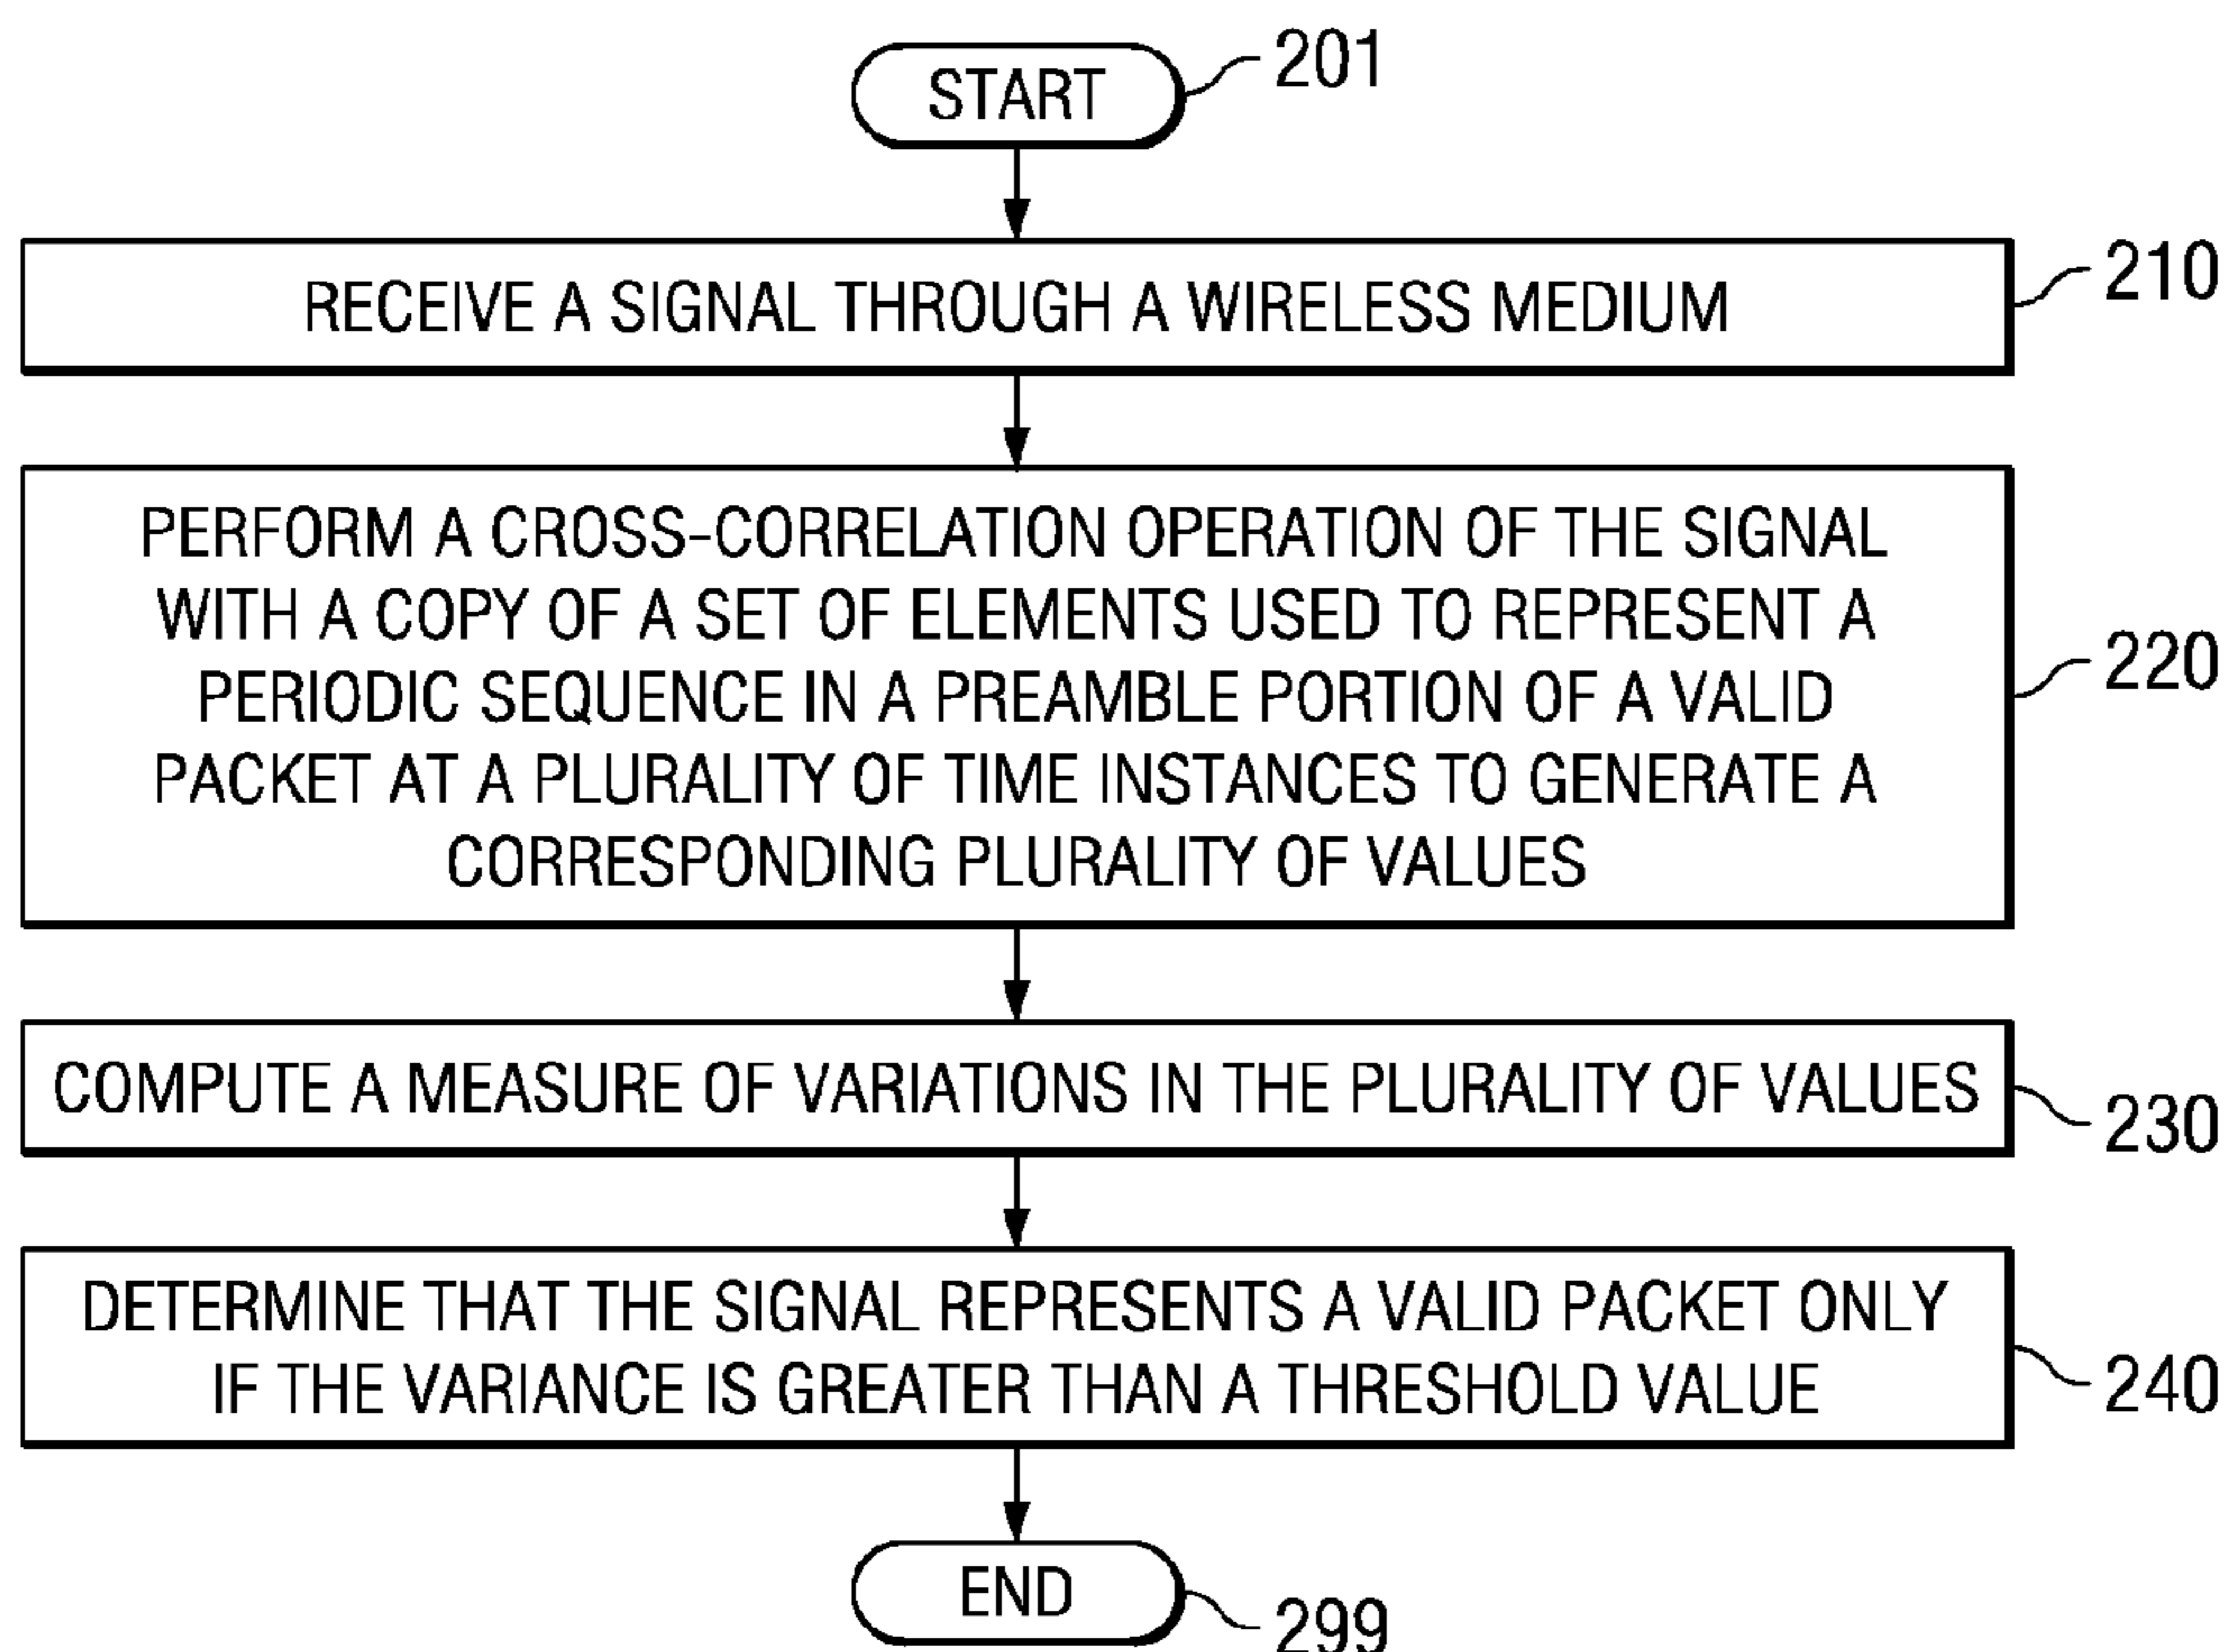 START
201
RECEIVE A SIGNAL THROUGH A WIRELESS MEDIUM
210
PERFORM A CROSS-CORRELATION OPERATION OF THE SIGNAL
WITH A COPY OF A SET OF ELEMENTS USED TO REPRESENT A
PERIODIC SEQUENCE IN A PREAMBLE PORTION OF A VALID
PACKET AT A PLURALITY OF TIME INSTANCES TO GENERATE A
CORRESPONDING PLURALITY OF VALUES
220
COMPUTE A MEASURE OF VARIATIONS IN THE PLURALITY OF VALUES
230
DETERMINE THAT THE SIGNAL REPRESENTS A VALID PACKET ONLY
IF THE VARIANCE IS GREATER THAN A THRESHOLD VALUE
240
END
299